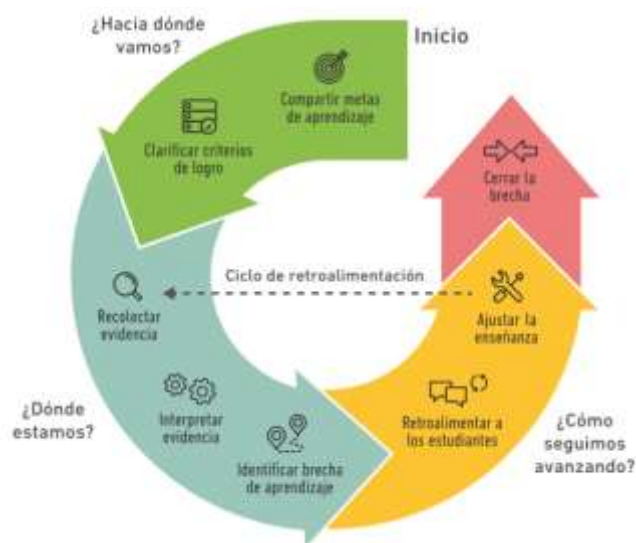 ¿Hacia dónde
vamos?
Inicio
Compartir metas
de aprendizaje
Clarificar criterios
de logro
Cerrar la
brecha
Ciclo de retroalimentación
Recolectar
evidencia
Ajustar la
enseñanza
Interpretar
evidencia
Retroalimentar a
los estudiantes
Identificar brecha
de aprendizaje
¿Dónde
estamos?
¿Cómo
seguimos
avanzando?